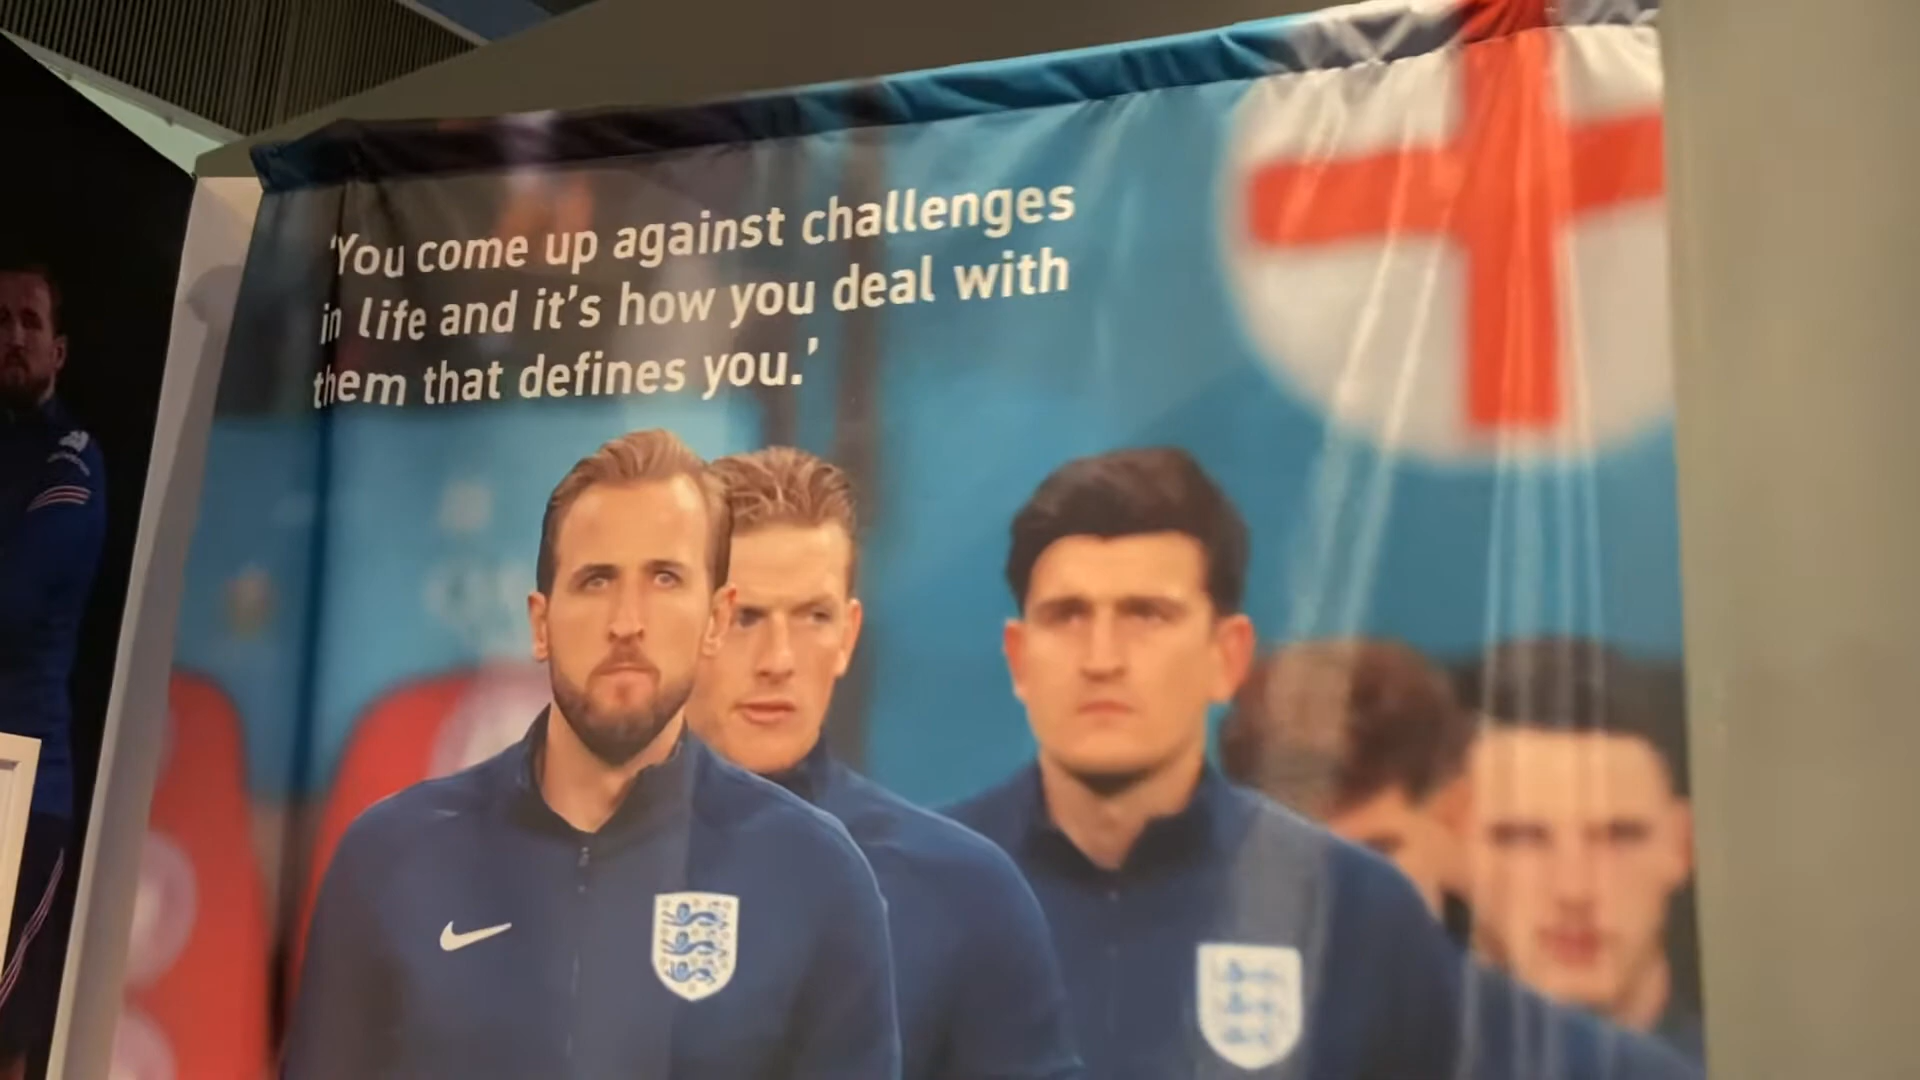 ‘You come up against challenges
in life and it’s how you deal with
them that defines you.’